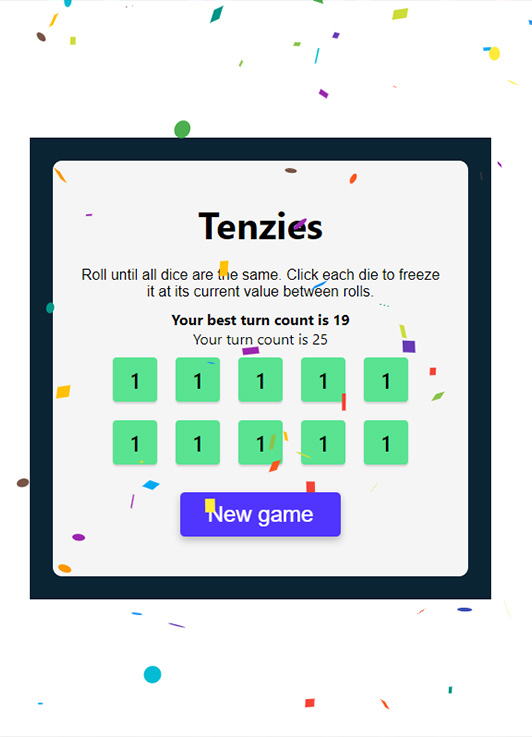 Tenzies
Roll until all dice are the same. Click each die to freeze
it at its current value between rolls.
Your best turn count is 19
Your turn count is 25
1 1 1 1 1
1 1 1 1 1
New game